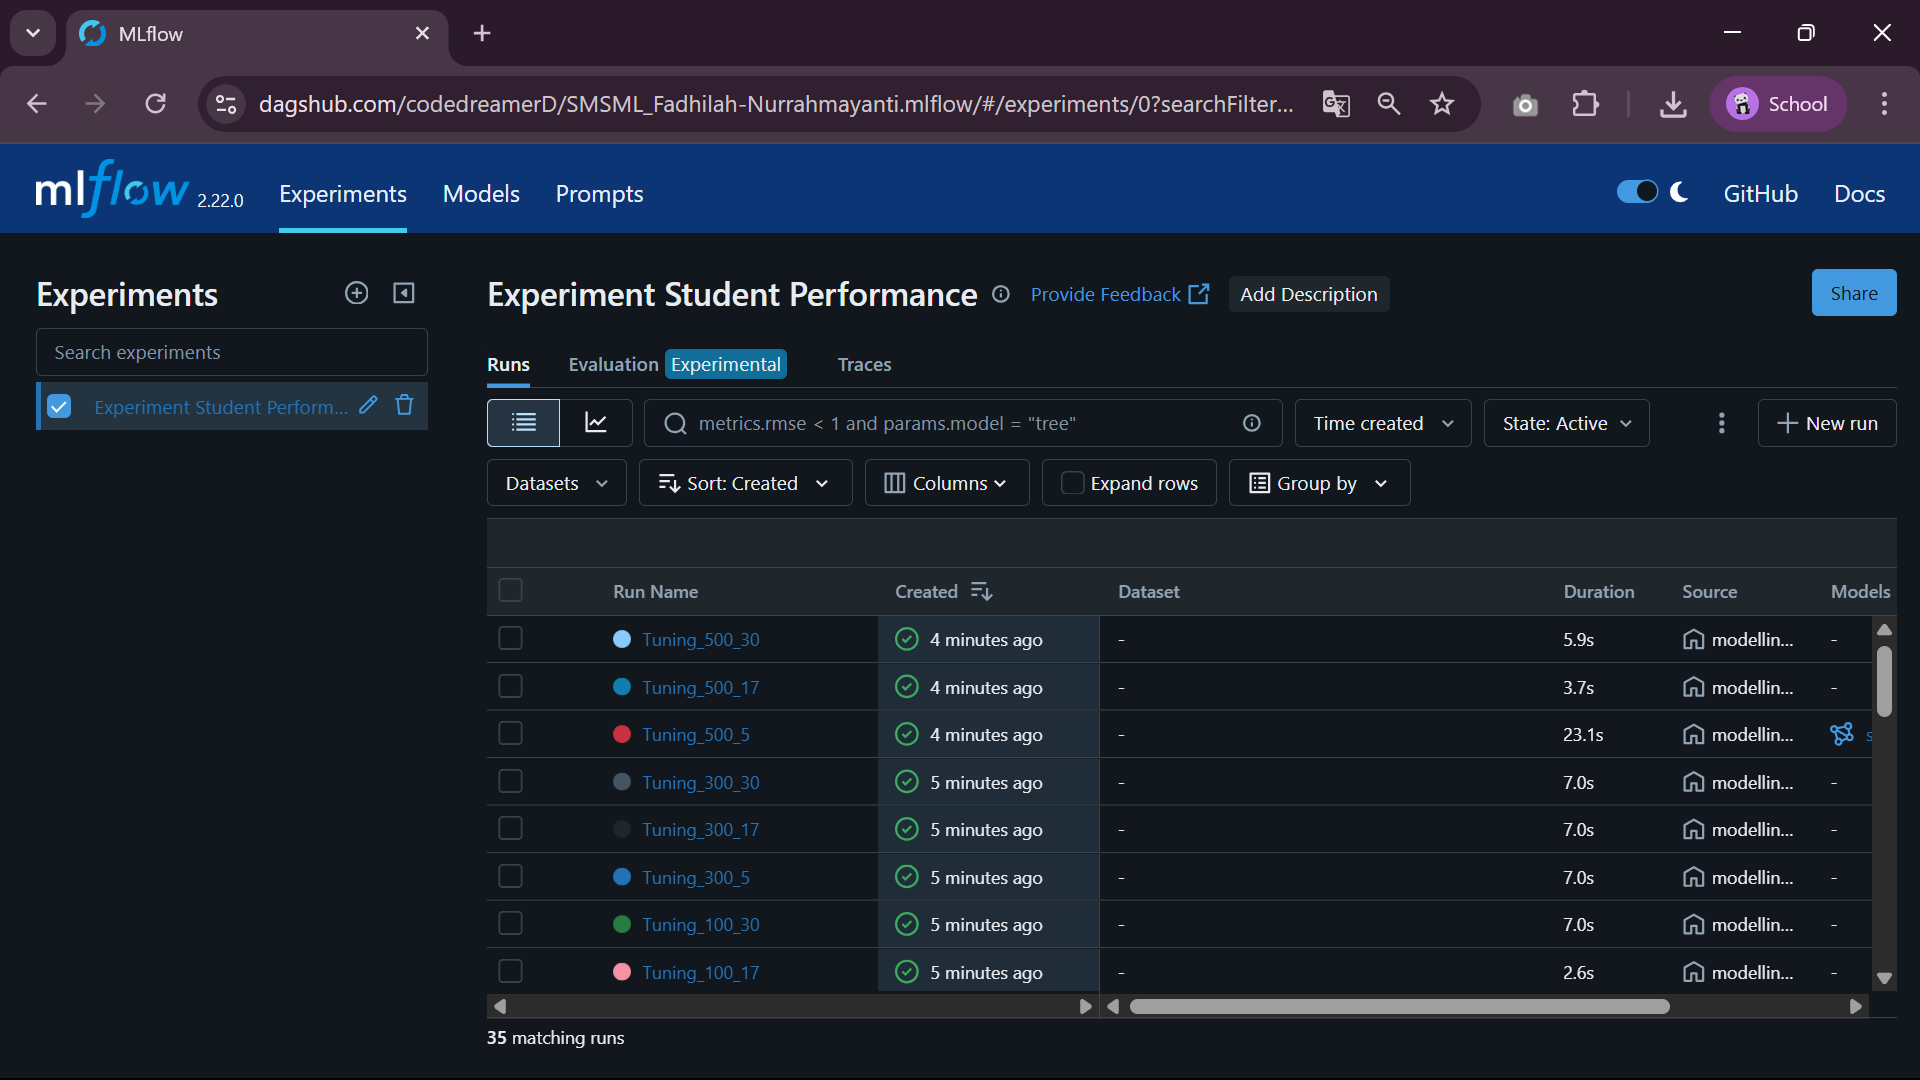 MLflow
dagshub.com/codedreamerD/SMSML_Fadhilah-Nurrahmayanti.mlflow/#/experiments/0?searchFilter...
School
mlflow 2.22.0
Experiments
Models
Prompts
GitHub
Docs
Experiments
Search experiments
Experiment Student Perform...
Experiment Student Performance
Provide Feedback
Add Description
Share
Runs
Evaluation Experimental
Traces
metrics.rmse < 1 and params.model = "tree"
Time created
State: Active
New run
Datasets
Sort: Created
Columns
Expand rows
Group by
Run Name Created Dataset Duration Source Models
Tuning_500_30 4 minutes ago - 5.9s modellin... -
Tuning_500_17 4 minutes ago - 3.7s modellin... -
Tuning_500_5 4 minutes ago - 23.1s modellin... s
Tuning_300_30 5 minutes ago - 7.0s modellin... -
Tuning_300_17 5 minutes ago - 7.0s modellin... -
Tuning_300_5 5 minutes ago - 7.0s modellin... -
Tuning_100_30 5 minutes ago - 7.0s modellin... -
Tuning_100_17 5 minutes ago - 2.6s modellin... -
35 matching runs